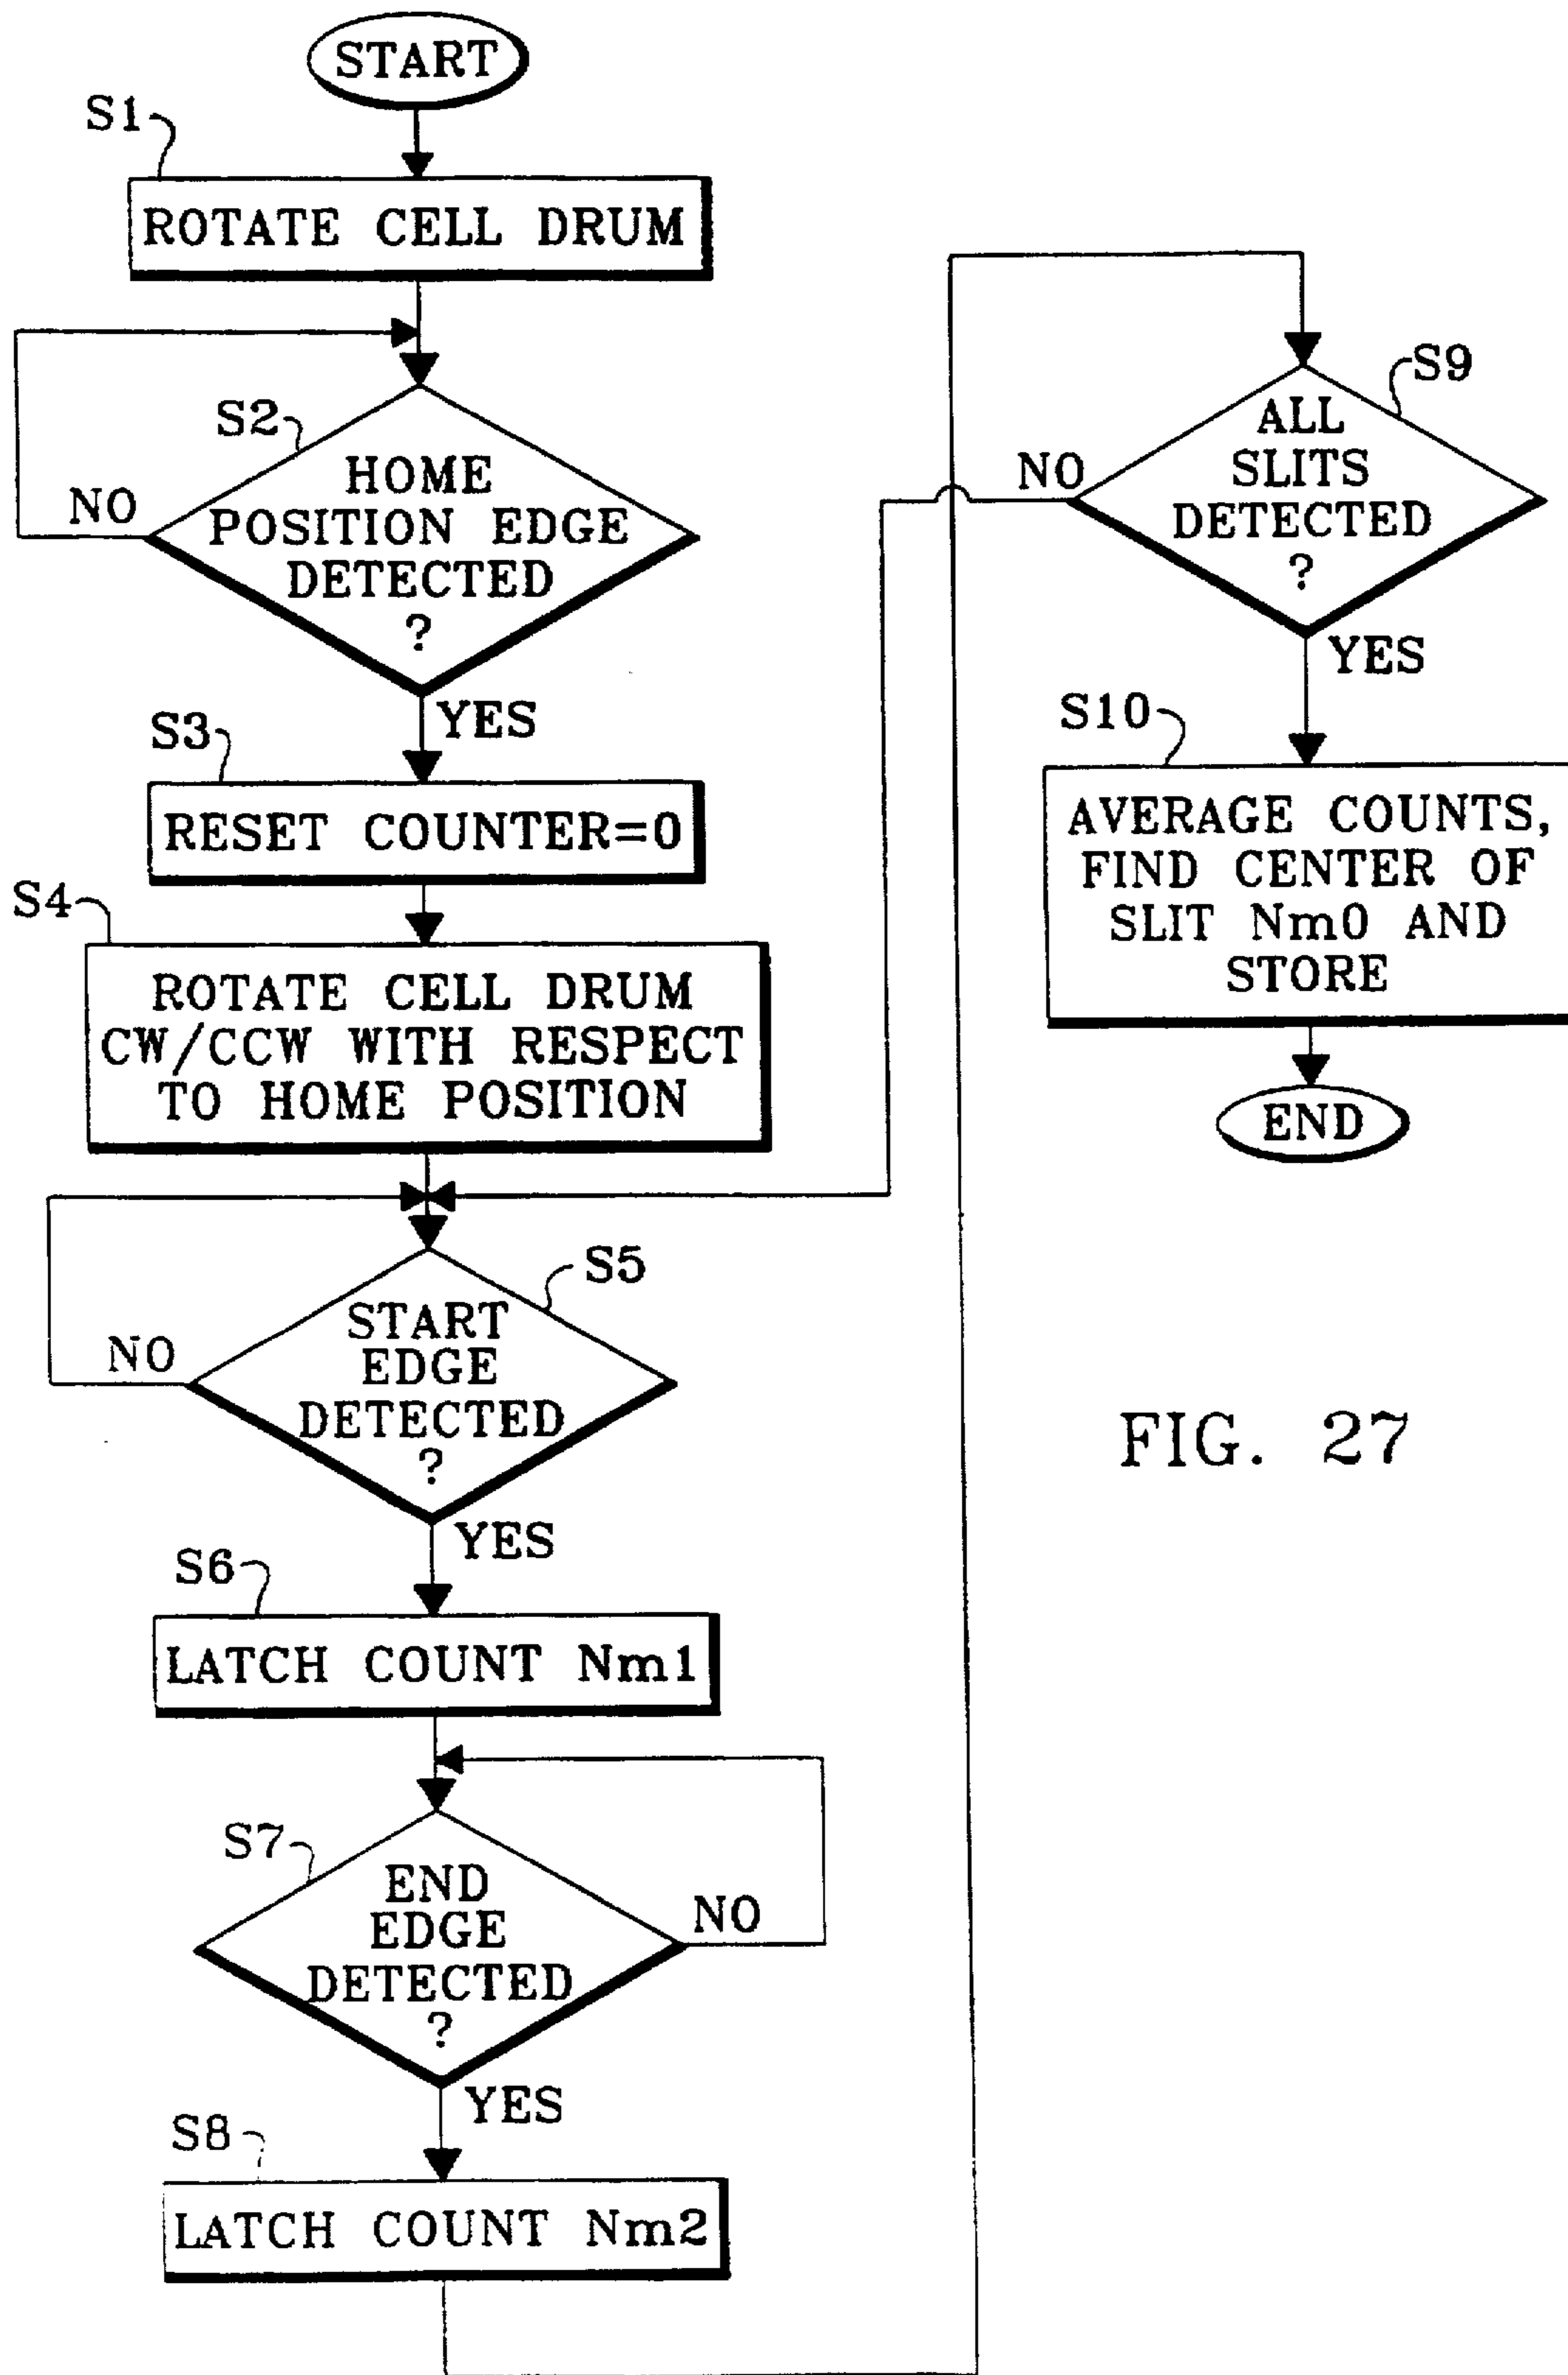 START
S1
ROTATE CELL DRUM
S2
HOME
POSITION EDGE
DETECTED
?
NO
YES
S3
RESET COUNTER=0
S4
ROTATE CELL DRUM
CW/CCW WITH RESPECT
TO HOME POSITION
S5
START
EDGE
DETECTED
?
NO
YES
S6
LATCH COUNT Nm1
S7
END
EDGE
DETECTED
?
NO
YES
S8
LATCH COUNT Nm2
S9
ALL
SLITS
DETECTED
?
NO
YES
S10
AVERAGE COUNTS,
FIND CENTER OF
SLIT Nm0 AND
STORE
END
FIG. 27